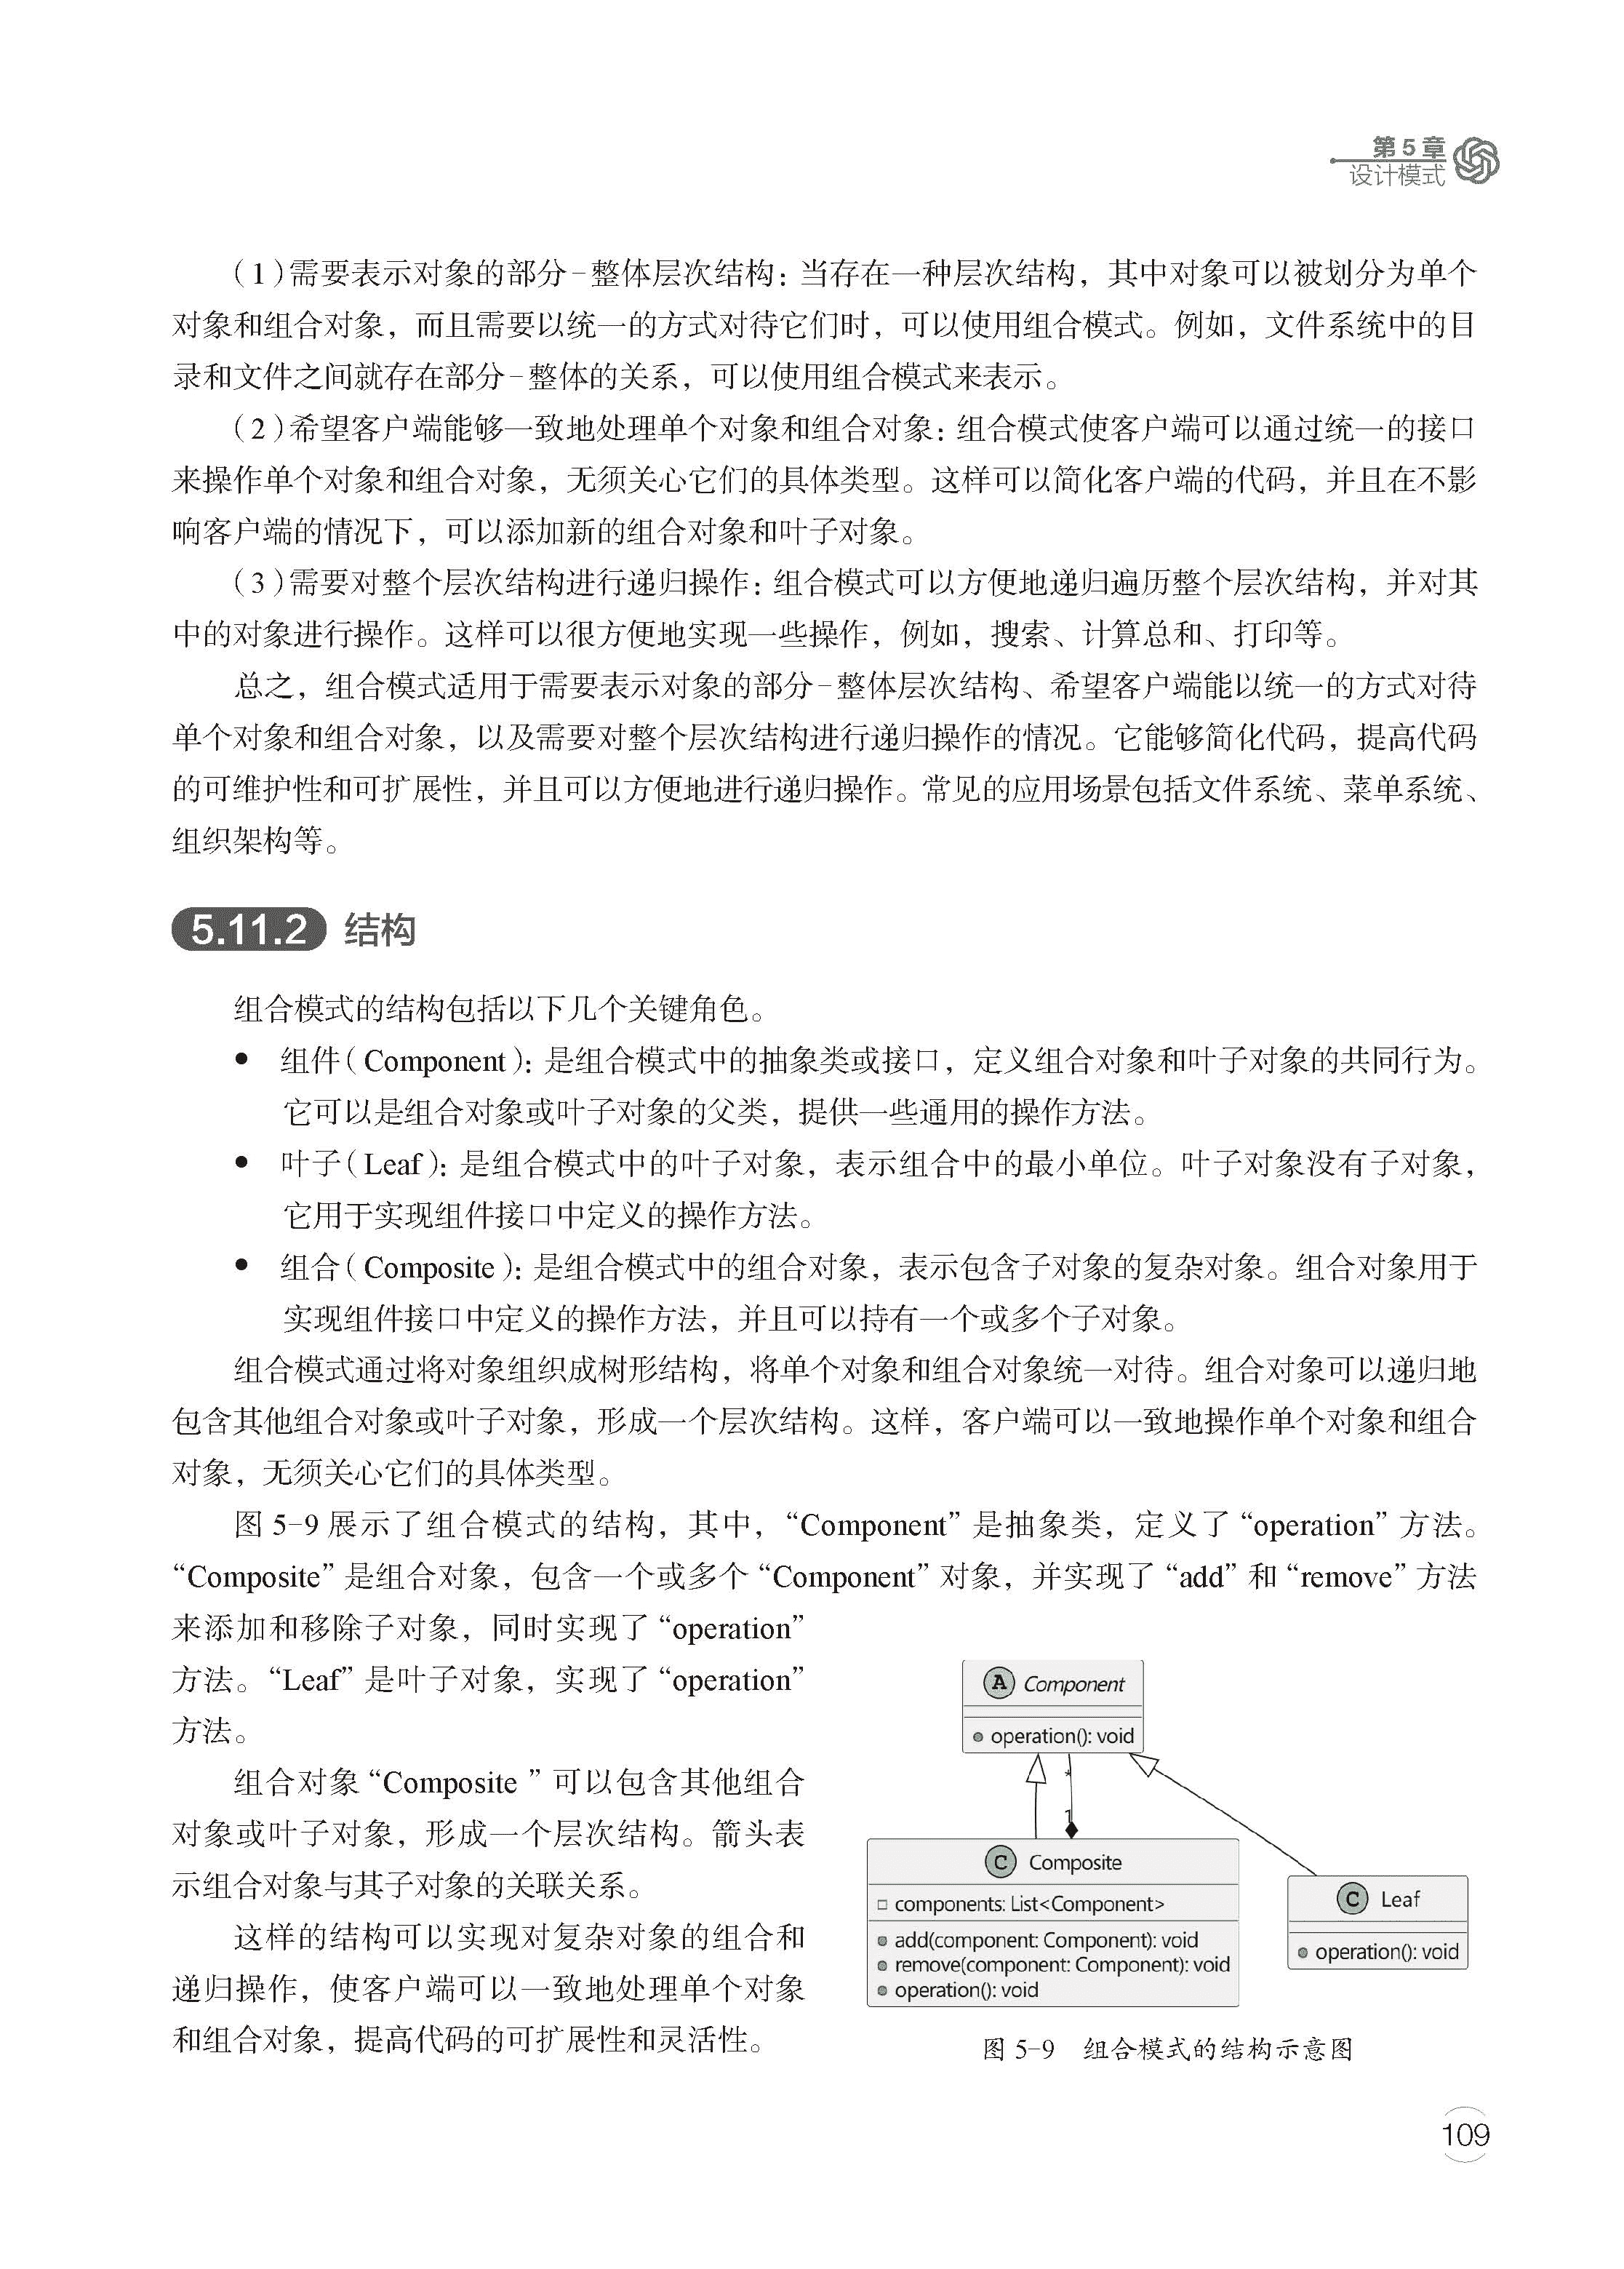 第5章
设计模式
（1）需要表示对象的部分-整体层次结构：当存在一种层次结构，其中对象可以被划分为单个
对象和组合对象，而且需要以统一的方式对待它们时，可以使用组合模式。例如，文件系统中的目
录和文件之间就存在部分-整体的关系，可以使用组合模式来表示。
（2）希望客户端能够一致地处理单个对象和组合对象：组合模式使客户端可以通过统一的接口
来操作单个对象和组合对象，无须关心它们的具体类型。这样可以简化客户端的代码，并且在不影
响客户端的情况下，可以添加新的组合对象和叶子对象。
（3）需要对整个层次结构进行递归操作：组合模式可以方便地递归遍历整个层次结构，并对其
中的对象进行操作。这样可以很方便地实现一些操作，例如，搜索、计算总和、打印等。
总之，组合模式适用于需要表示对象的部分-整体层次结构、希望客户端能以统一的方式对待
单个对象和组合对象，以及需要对整个层次结构进行递归操作的情况。它能够简化代码，提高代码
的可维护性和可扩展性，并且可以方便地进行递归操作。常见的应用场景包括文件系统、菜单系统、
组织架构等。
5.11.2 结构
组合模式的结构包括以下几个关键角色。
● 组件（Component）：是组合模式中的抽象类或接口，定义组合对象和叶子对象的共同行为。
它可以是组合对象或叶子对象的父类，提供一些通用的操作方法。
● 叶子（Leaf）：是组合模式中的叶子对象，表示组合中的最小单位。叶子对象没有子对象，
它用于实现组件接口中定义的操作方法。
● 组合（Composite）：是组合模式中的组合对象，表示包含子对象的复杂对象。组合对象用于
实现组件接口中定义的操作方法，并且可以持有一个或多个子对象。
组合模式通过将对象组织成树形结构，将单个对象和组合对象统一对待。组合对象可以递归地
包含其他组合对象或叶子对象，形成一个层次结构。这样，客户端可以一致地操作单个对象和组合
对象，无须关心它们的具体类型。
图 5-9 展示了组合模式的结构，其中，“Component”是抽象类，定义了“operation”方法。
“Composite”是组合对象，包含一个或多个“Component”对象，并实现了“add”和“remove”方法
来添加和移除子对象，同时实现了“operation”
方法。“Leaf”是叶子对象，实现了“operation”
方法。
组合对象“Composite ”可以包含其他组合
对象或叶子对象，形成一个层次结构。箭头表
示组合对象与其子对象的关联关系。
这样的结构可以实现对复杂对象的组合和
递归操作，使客户端可以一致地处理单个对象
和组合对象，提高代码的可扩展性和灵活性。
A Component
operation(): void
*
1
C Composite
components: List<Component>
add(component: Component): void
remove(component: Component): void
operation(): void
C Leaf
operation(): void
图 5-9 组合模式的结构示意图
109